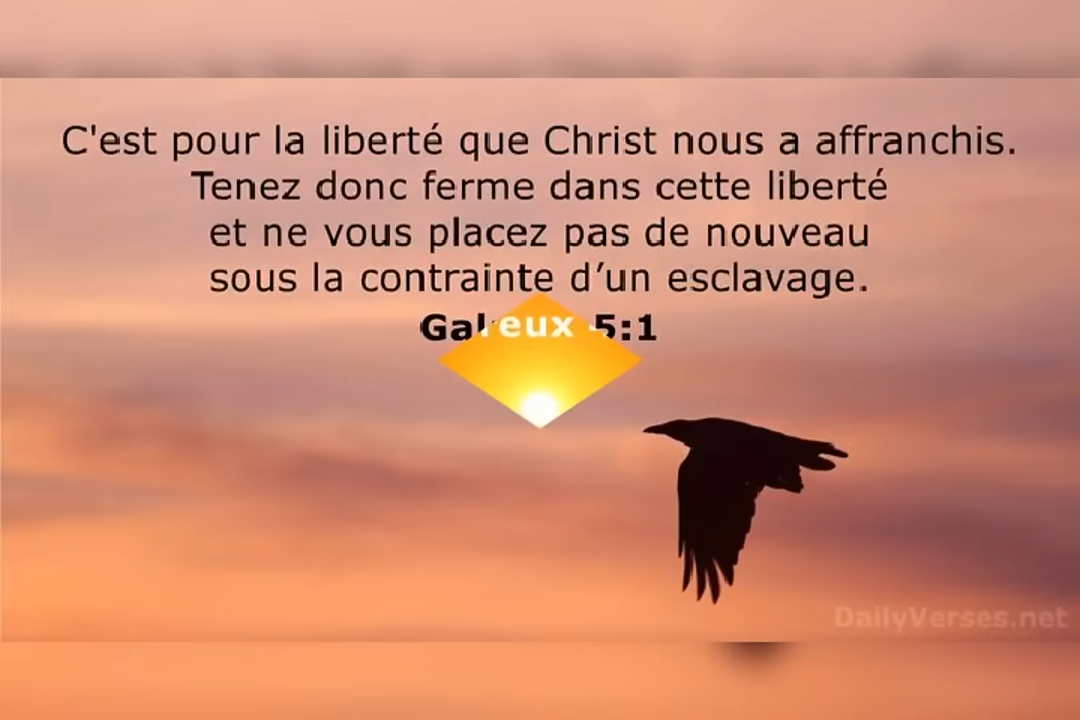 C'est pour la liberté que Christ nous a affranchis.
Tenez donc ferme dans cette liberté
et ne vous placez pas de nouveau
sous la contrainte d’un esclavage.
5:1
DailyVerses.net